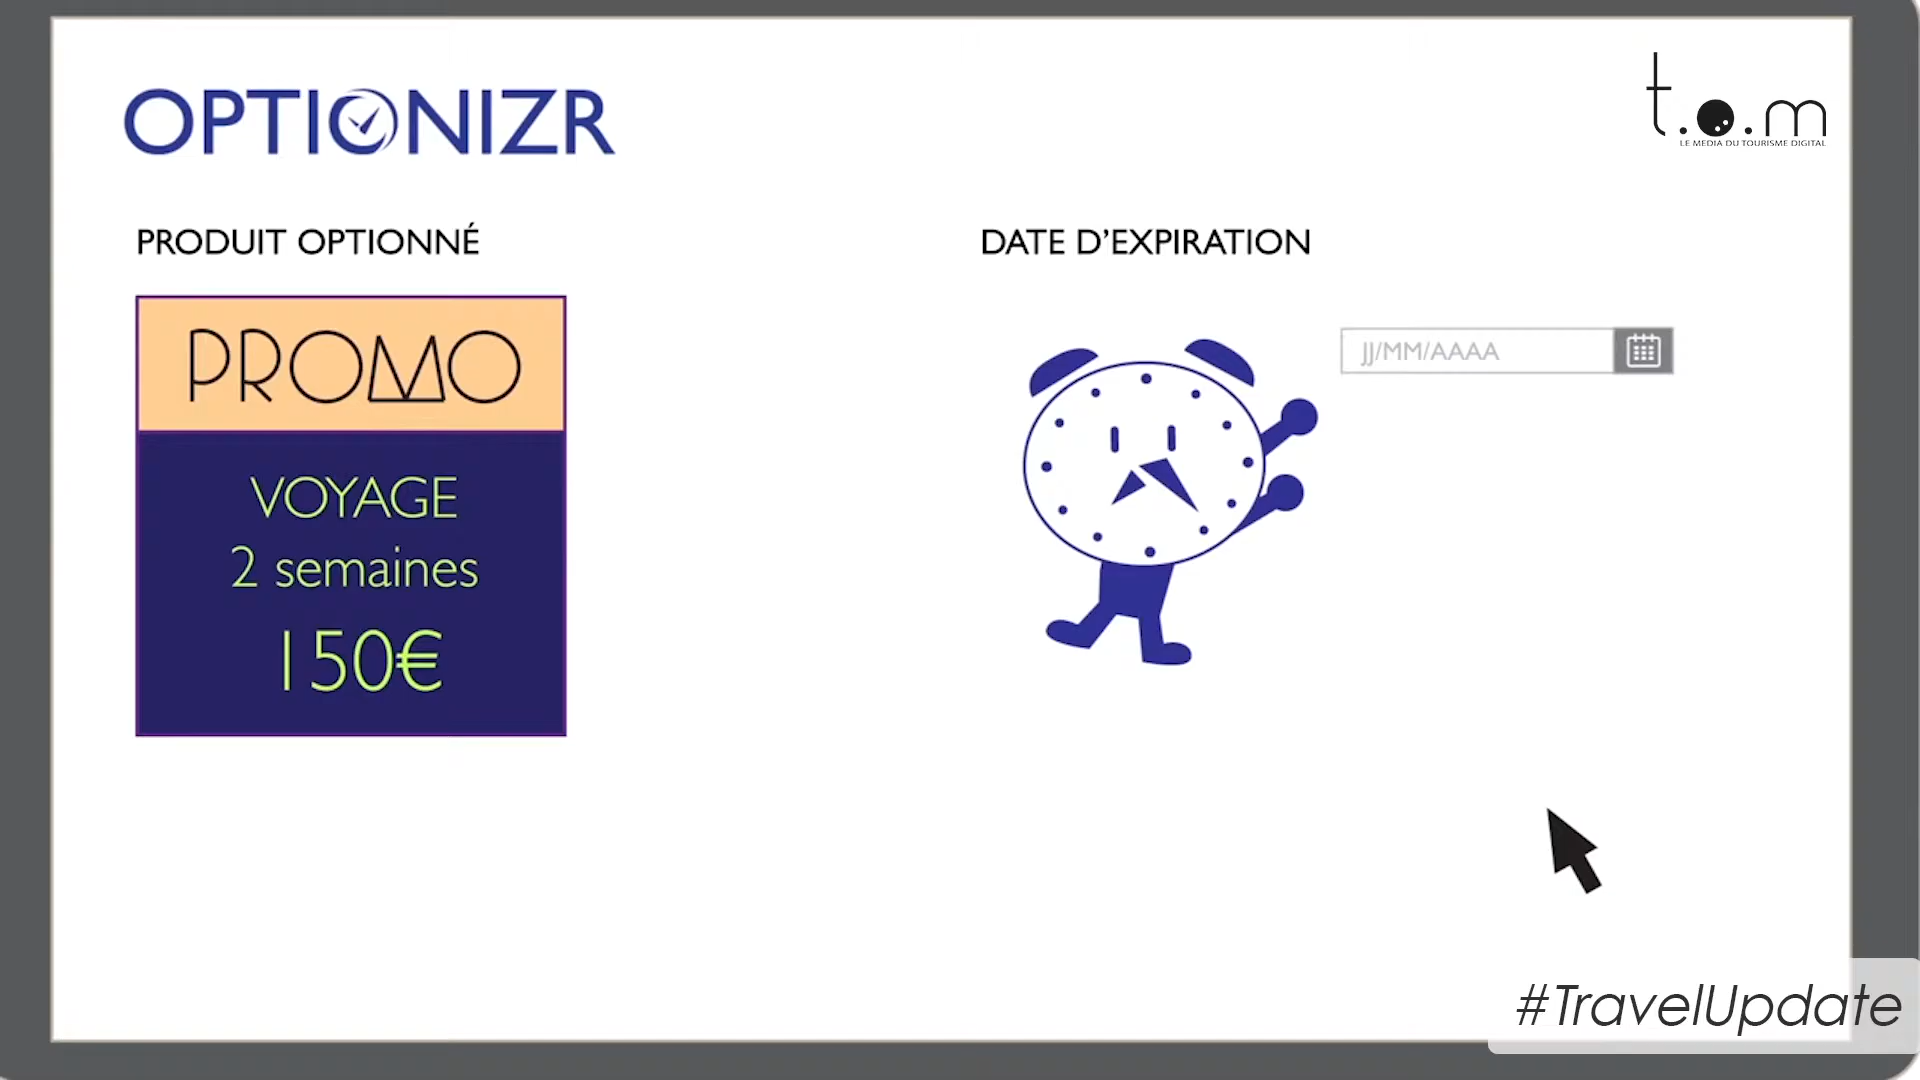 OPTIONIZR
t.o.m
LE MEDIA DU TOURISME DIGITAL
PRODUIT OPTIONNÉ
DATE D’EXPIRATION
PROMO
VOYAGE
2 semaines
150€
JJ/MM/AAAA
#TravelUpdate